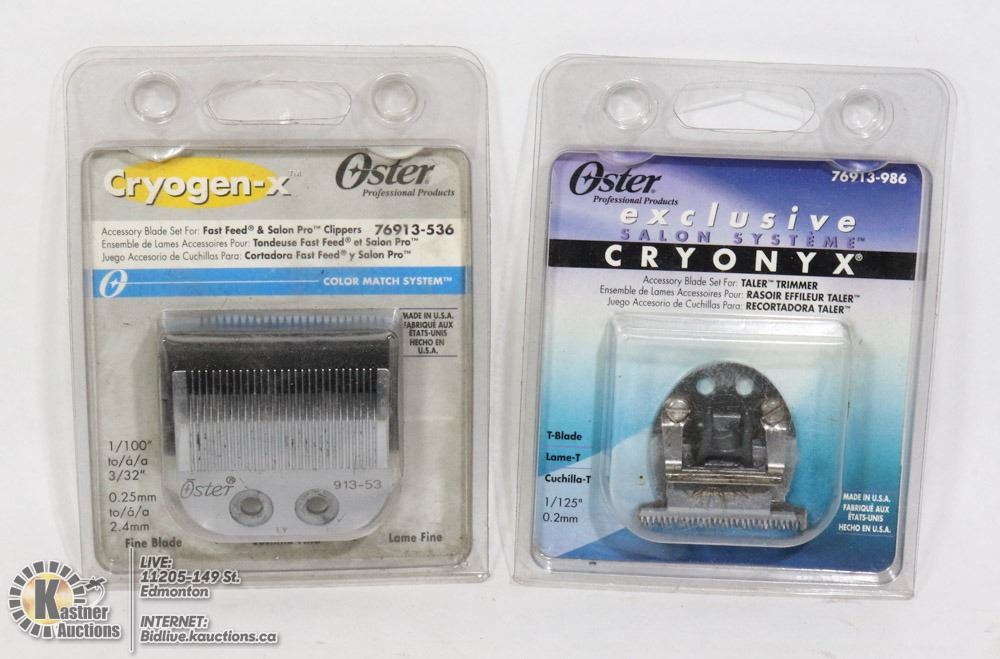 Cryogen-x™
Oster
Professional Products
Accessory Blade Set For: Fast Feed® & Salon Pro™ Clippers 76913-536
Ensemble de Lames Accessoires Pour: Tondeuse Fast Feed® et Salon Pro™
Juego Accesorio de Cuchillas Para: Cortadora Fast Feed® y Salon Pro™
COLOR MATCH SYSTEM™
MADE IN U.S.A.
FABRIQUÉ AUX
ÉTATS-UNIS
HECHO EN
U.S.A.
1/100"
to/á/a
3/32"
0.25mm
to/á/a
2.4mm
Oster®
913-53
Fine Blade
Lame Fine
Oster
Professional Products
76913-986
exclusive
SALON SYSTÈME™
CRYONYX®
Accessory Blade Set For: TALER™ TRIMMER
Ensemble de Lames Accessoires Pour: RASOIR EFFILEUR TALER™
Juego Accesorio de Cuchillas Para: RECORTADORA TALER™
T-Blade
Lame-T
Cuchilla-T
1/125"
0.2mm
MADE IN U.S.A.
FABRIQUÉ AUX
ÉTATS-UNIS
HECHO EN U.S.A.
Kastner
Auctions
LIVE:
11205-149 St.
Edmonton
INTERNET:
Bidlive.kauctions.ca